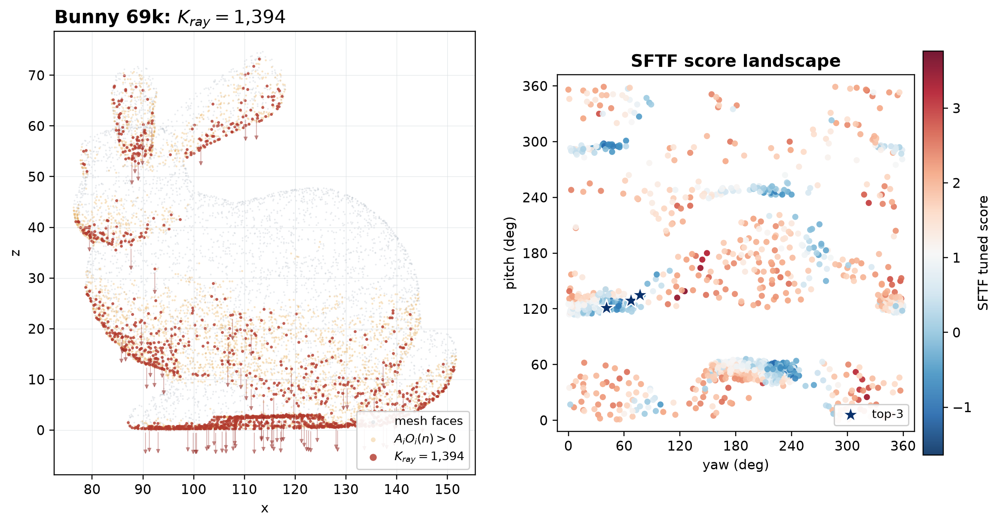 Bunny 69k: K_ray = 1,394
z
70
60
50
40
30
20
10
0
80 90 100 110 120 130 140 150
x
mesh faces
A_iO_i(n) > 0
K_ray = 1,394
SFTF score landscape
pitch (deg)
360
300
240
180
120
60
0
0 60 120 180 240 300 360
yaw (deg)
top-3
3
2
1
0
−1
SFTF tuned score